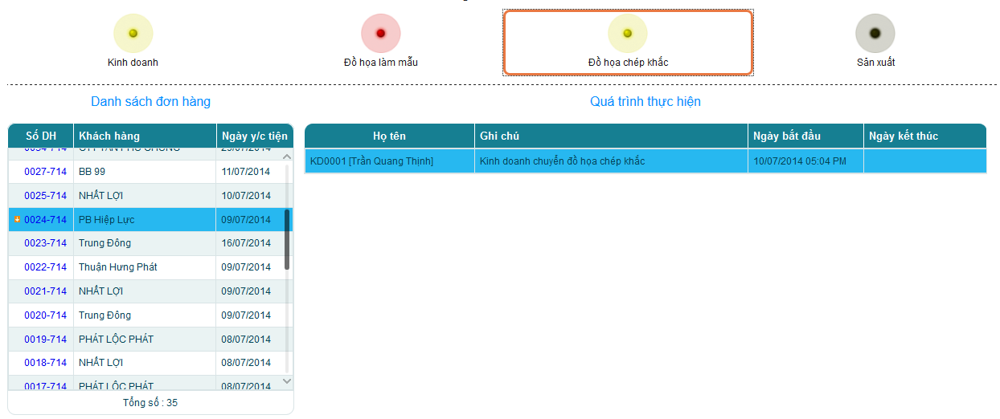 Kinh doanh
Đồ họa làm mẫu
Đồ họa chép khắc
Sản xuất
Danh sách đơn hàng
Quá trình thực hiện
Số DH Khách hàng Ngày y/c tiện
0027-714 BB 99 11/07/2014
0025-714 NHẤT LỢI 10/07/2014
0024-714 PB Hiệp Lực 09/07/2014
0023-714 Trung Đông 16/07/2014
0022-714 Thuận Hưng Phát 09/07/2014
0021-714 NHẤT LỢI 09/07/2014
0020-714 Trung Đông 09/07/2014
0019-714 PHÁT LỘC PHÁT 08/07/2014
0018-714 NHẤT LỢI 08/07/2014
0017-714 PHÁT LỘC PHÁT 08/07/2014
Tổng số : 35
Họ tên Ghi chú Ngày bắt đầu Ngày kết thúc
KD0001 [Trần Quang Thịnh] Kinh doanh chuyển đồ họa chép khắc 10/07/2014 05:04 PM